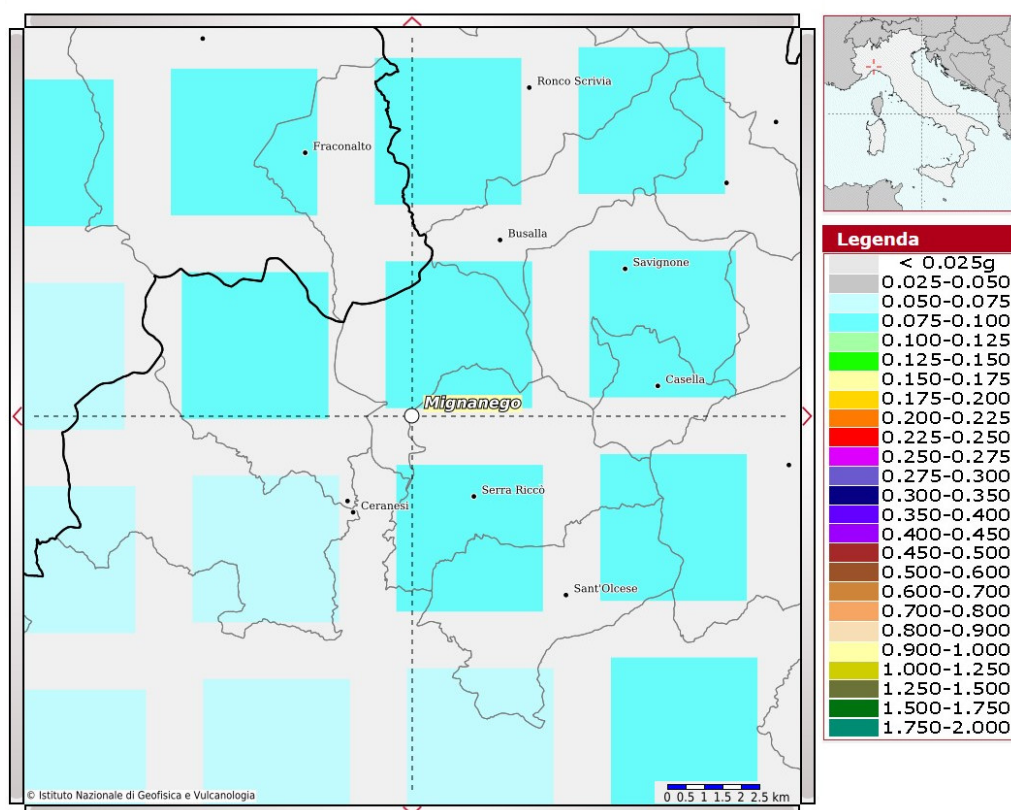 Ronco Scrivia
Fraconalto
Busalla
Savignone
Casella
Mignanego
Serra Riccò
Ceranesi
Sant'Olcese
© Istituto Nazionale di Geofisica e Vulcanologia
0 0.5 1 1.5 2 2.5 km
Legenda
< 0.025g
0.025-0.050
0.050-0.075
0.075-0.100
0.100-0.125
0.125-0.150
0.150-0.175
0.175-0.200
0.200-0.225
0.225-0.250
0.250-0.275
0.275-0.300
0.300-0.350
0.350-0.400
0.400-0.450
0.450-0.500
0.500-0.600
0.600-0.700
0.700-0.800
0.800-0.900
0.900-1.000
1.000-1.250
1.250-1.500
1.500-1.750
1.750-2.000